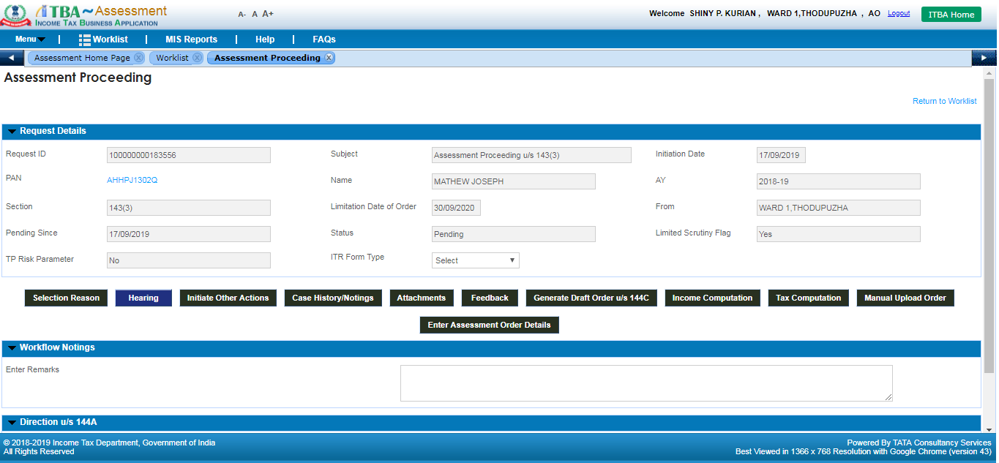 ITBA~Assessment
INCOME TAX BUSINESS APPLICATION
A- A A+
Welcome SHINY P. KURIAN , WARD 1,THODUPUZHA , AO Logout ITBA Home
Menu | Worklist | MIS Reports | Help | FAQs
Assessment Home Page Worklist Assessment Proceeding
Assessment Proceeding
Return to Worklist
Request Details
Request ID 100000000183556 Subject Assessment Proceeding u/s 143(3) Initiation Date 17/09/2019
PAN AHHPJ1302Q Name MATHEW JOSEPH AY 2018-19
Section 143(3) Limitation Date of Order 30/09/2020 From WARD 1,THODUPUZHA
Pending Since 17/09/2019 Status Pending Limited Scrutiny Flag Yes
TP Risk Parameter No ITR Form Type Select
Selection Reason Hearing Initiate Other Actions Case History/Notings Attachments Feedback Generate Draft Order u/s 144C Income Computation Tax Computation Manual Upload Order
Enter Assessment Order Details
Workflow Notings
Enter Remarks
Direction u/s 144A
© 2018-2019 Income Tax Department, Government of India Powered By TATA Consultancy Services
All Rights Reserved Best Viewed in 1366 x 768 Resolution with Google Chrome (version 43)